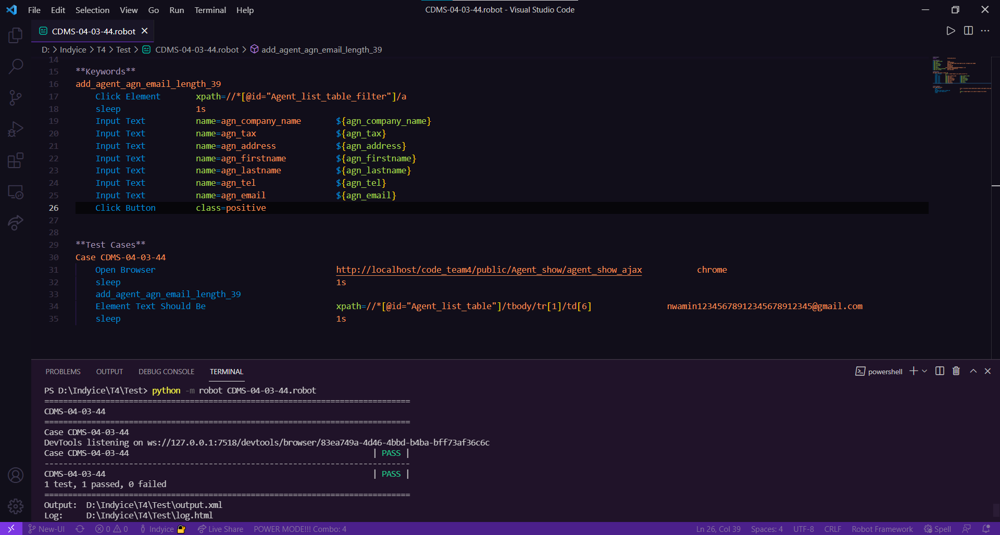 File Edit Selection View Go Run Terminal Help
CDMS-04-03-44.robot - Visual Studio Code
CDMS-04-03-44.robot
D: > Indyice > T4 > Test > CDMS-04-03-44.robot > add_agent_agn_email_length_39
14
15 **Keywords**
16 add_agent_agn_email_length_39
17 Click Element xpath=//*[@id="Agent_list_table_filter"]/a
18 sleep 1s
19 Input Text name=agn_company_name ${agn_company_name}
20 Input Text name=agn_tax ${agn_tax}
21 Input Text name=agn_address ${agn_address}
22 Input Text name=agn_firstname ${agn_firstname}
23 Input Text name=agn_lastname ${agn_lastname}
24 Input Text name=agn_tel ${agn_tel}
25 Input Text name=agn_email ${agn_email}
26 Click Button class=positive
27
28
29 **Test Cases**
30 Case CDMS-04-03-44
31 Open Browser http://localhost/code_team4/public/Agent_show/agent_show_ajax chrome
32 sleep 1s
33 add_agent_agn_email_length_39
34 Element Text Should Be xpath=//*[@id="Agent_list_table"]/tbody/tr[1]/td[6] nwamin12345678912345678912345@gmail.com
35 sleep 1s
PROBLEMS OUTPUT DEBUG CONSOLE TERMINAL powershell
PS D:\Indyice\T4\Test> python -m robot CDMS-04-03-44.robot
==============================================================================
CDMS-04-03-44
==============================================================================
Case CDMS-04-03-44
DevTools listening on ws://127.0.0.1:7518/devtools/browser/83ea749a-4d46-4bbd-b4ba-bff73af36c6c
Case CDMS-04-03-44 | PASS |
------------------------------------------------------------------------------
CDMS-04-03-44 | PASS |
1 test, 1 passed, 0 failed
==============================================================================
Output: D:\Indyice\T4\Test\output.xml
Log: D:\Indyice\T4\Test\log.html
New-UI 0 0 Indyice Live Share POWER MODE!!! Combo: 4 Ln 26, Col 39 Spaces: 4 UTF-8 CRLF Robot Framework Spell